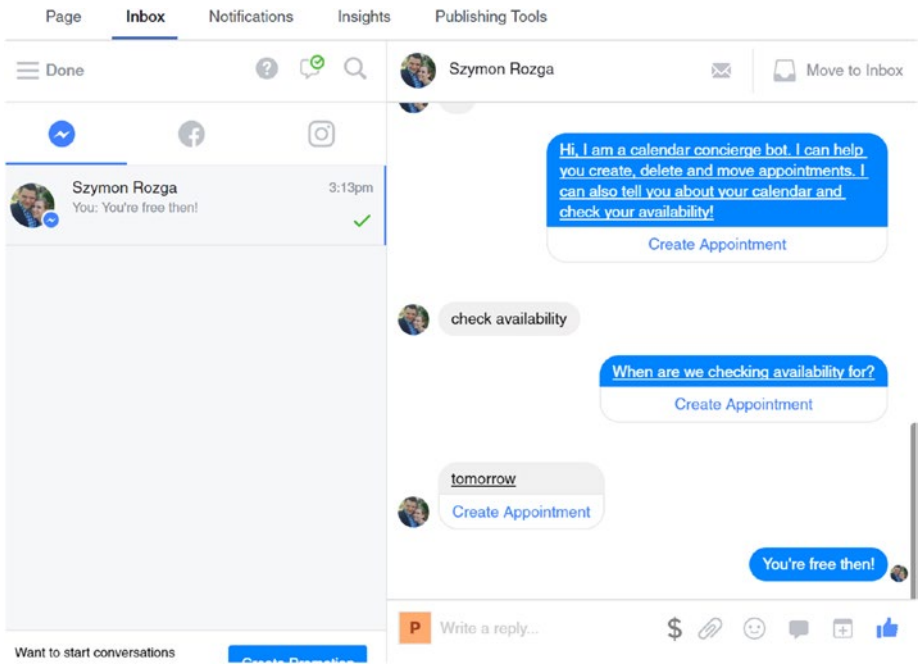 Page Inbox Notifications Insights Publishing Tools
Done
Szymon Rozga
Move to Inbox
Szymon Rozga 3:13pm
You: You're free then!
Hi, I am a calendar concierge bot. I can help
you create, delete and move appointments. I
can also tell you about your calendar and
check your availability!
Create Appointment
check availability
When are we checking availability for?
Create Appointment
tomorrow
Create Appointment
You're free then!
P Write a reply...
Want to start conversations
Create Promotion